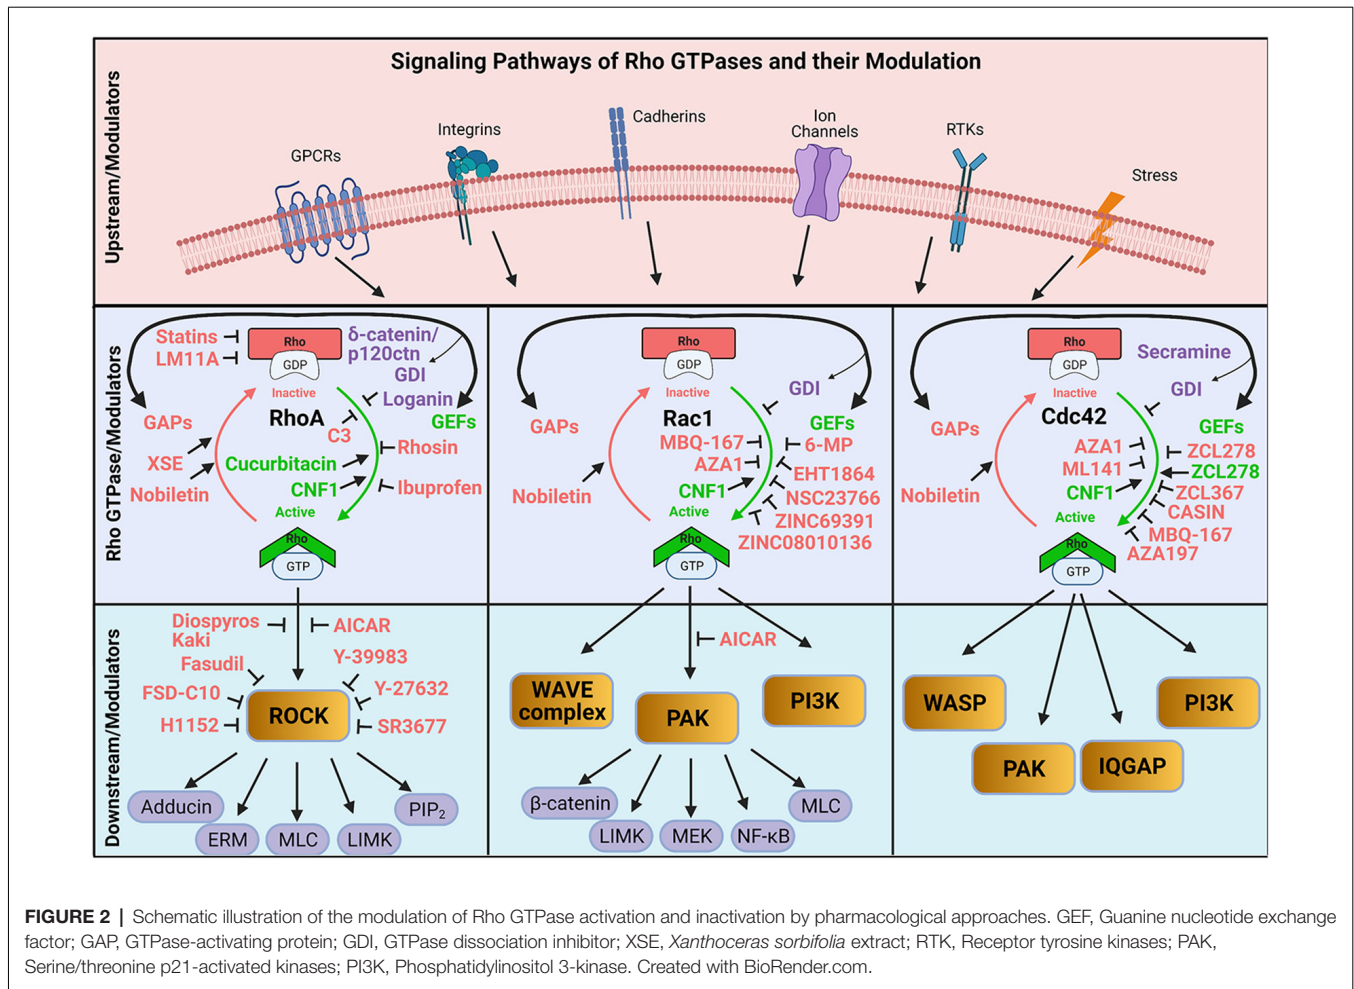 Signaling Pathways of Rho GTPases and their Modulation
Upstream/Modulators
GPCRs
Integrins
Cadherins
Ion
Channels
RTKs
Stress
Rho GTPase/Modulators
Statins
LM11A
Rho
GDP
Inactive
δ-catenin/
p120ctn
GDI
Loganin
GAPs
RhoA
GEFs
C3
XSE
Cucurbitacin
Rhosin
Nobiletin
CNF1
Ibuprofen
Active
Rho
GTP
Rho
GDP
Inactive
GDI
GAPs
Rac1
GEFs
MBQ-167
6-MP
AZA1
EHT1864
Nobiletin
CNF1
NSC23766
Active
ZINC69391
ZINC08010136
Rho
GTP
Rho
GDP
Inactive
Secramine
GDI
GAPs
Cdc42
GEFs
AZA1
ZCL278
ML141
ZCL278
Nobiletin
CNF1
ZCL367
CASIN
Active
MBQ-167
AZA197
Rho
GTP
Downstream/Modulators
Diospyros
Kaki
AICAR
Fasudil
Y-39983
FSD-C10
Y-27632
H1152
SR3677
ROCK
Adducin
ERM
MLC
LIMK
PIP₂
AICAR
WAVE
complex
PAK
PI3K
β-catenin
LIMK
MEK
NF-κB
MLC
WASP
PAK
IQGAP
PI3K
FIGURE 2 | Schematic illustration of the modulation of Rho GTPase activation and inactivation by pharmacological approaches. GEF, Guanine nucleotide exchange
factor; GAP, GTPase-activating protein; GDI, GTPase dissociation inhibitor; XSE, Xanthoceras sorbifolia extract; RTK, Receptor tyrosine kinases; PAK,
Serine/threonine p21-activated kinases; PI3K, Phosphatidylinositol 3-kinase. Created with BioRender.com.